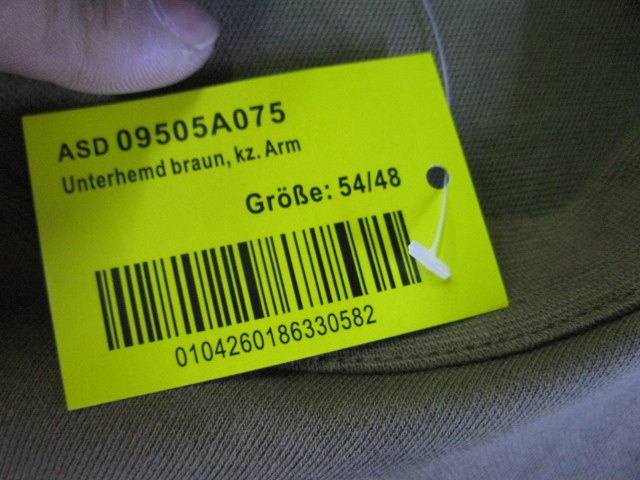 ASD 09505A075
Unterhemd braun, kz. Arm
Größe: 54/48
0104260186330582